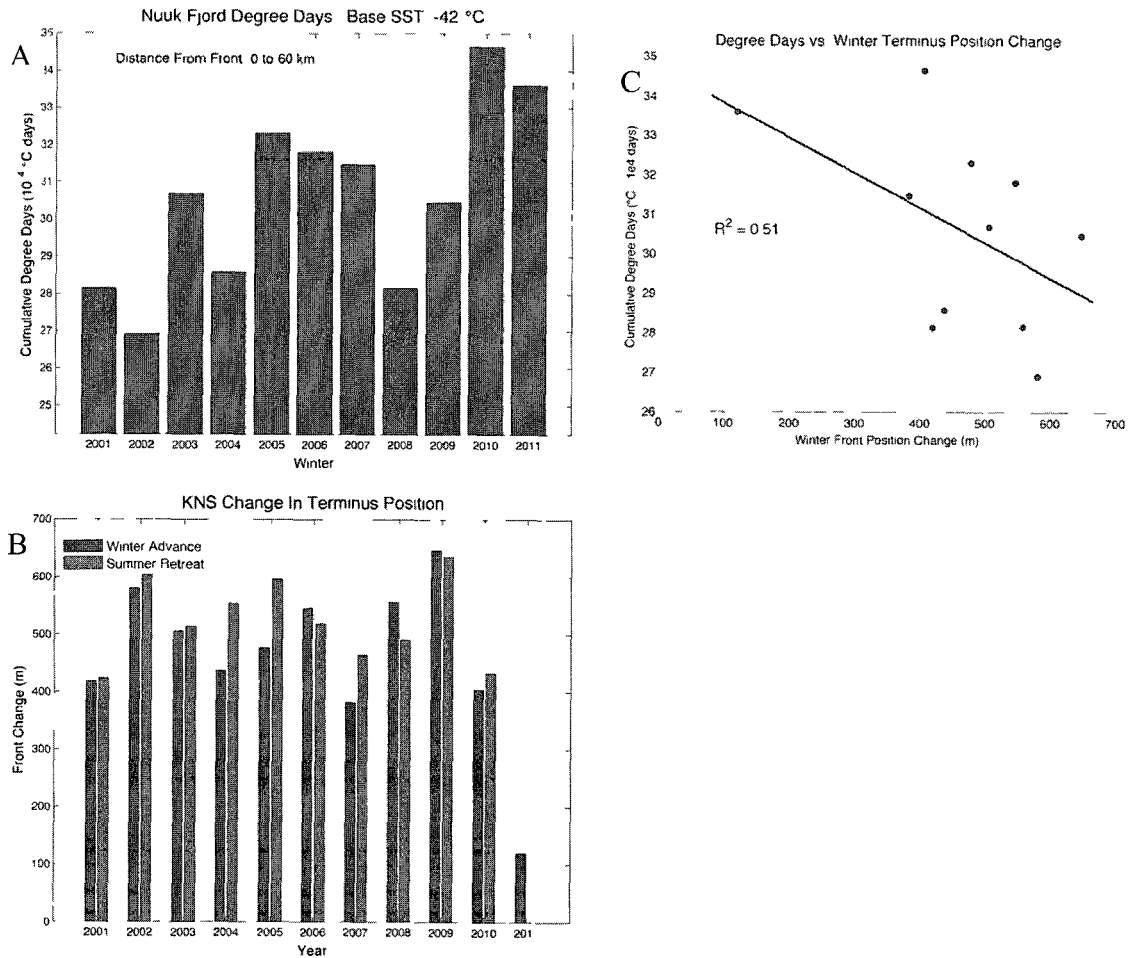 Nuuk Fjord Degree Days Base SST -42 °C
A
Distance From Front 0 to 60 km
Cumulative Degree Days (10 4 °C days)
34
33
32
31
30
29
28
27
26
25
2001 2002 2003 2004 2005 2006 2007 2008 2009 2010 2011
Winter
Degree Days vs Winter Terminus Position Change
C
Cumulative Degree Days (°C 1e4 days)
35
34
33
32
31
30
29
28
27
26
R2 = 0 51
0 100 200 300 400 500 600 700
Winter Front Position Change (m)
KNS Change In Terminus Position
B
Winter Advance
Summer Retreat
Front Change (m)
700
600
500
400
300
200
100
0
2001 2002 2003 2004 2005 2006 2007 2008 2009 2010 201
Year